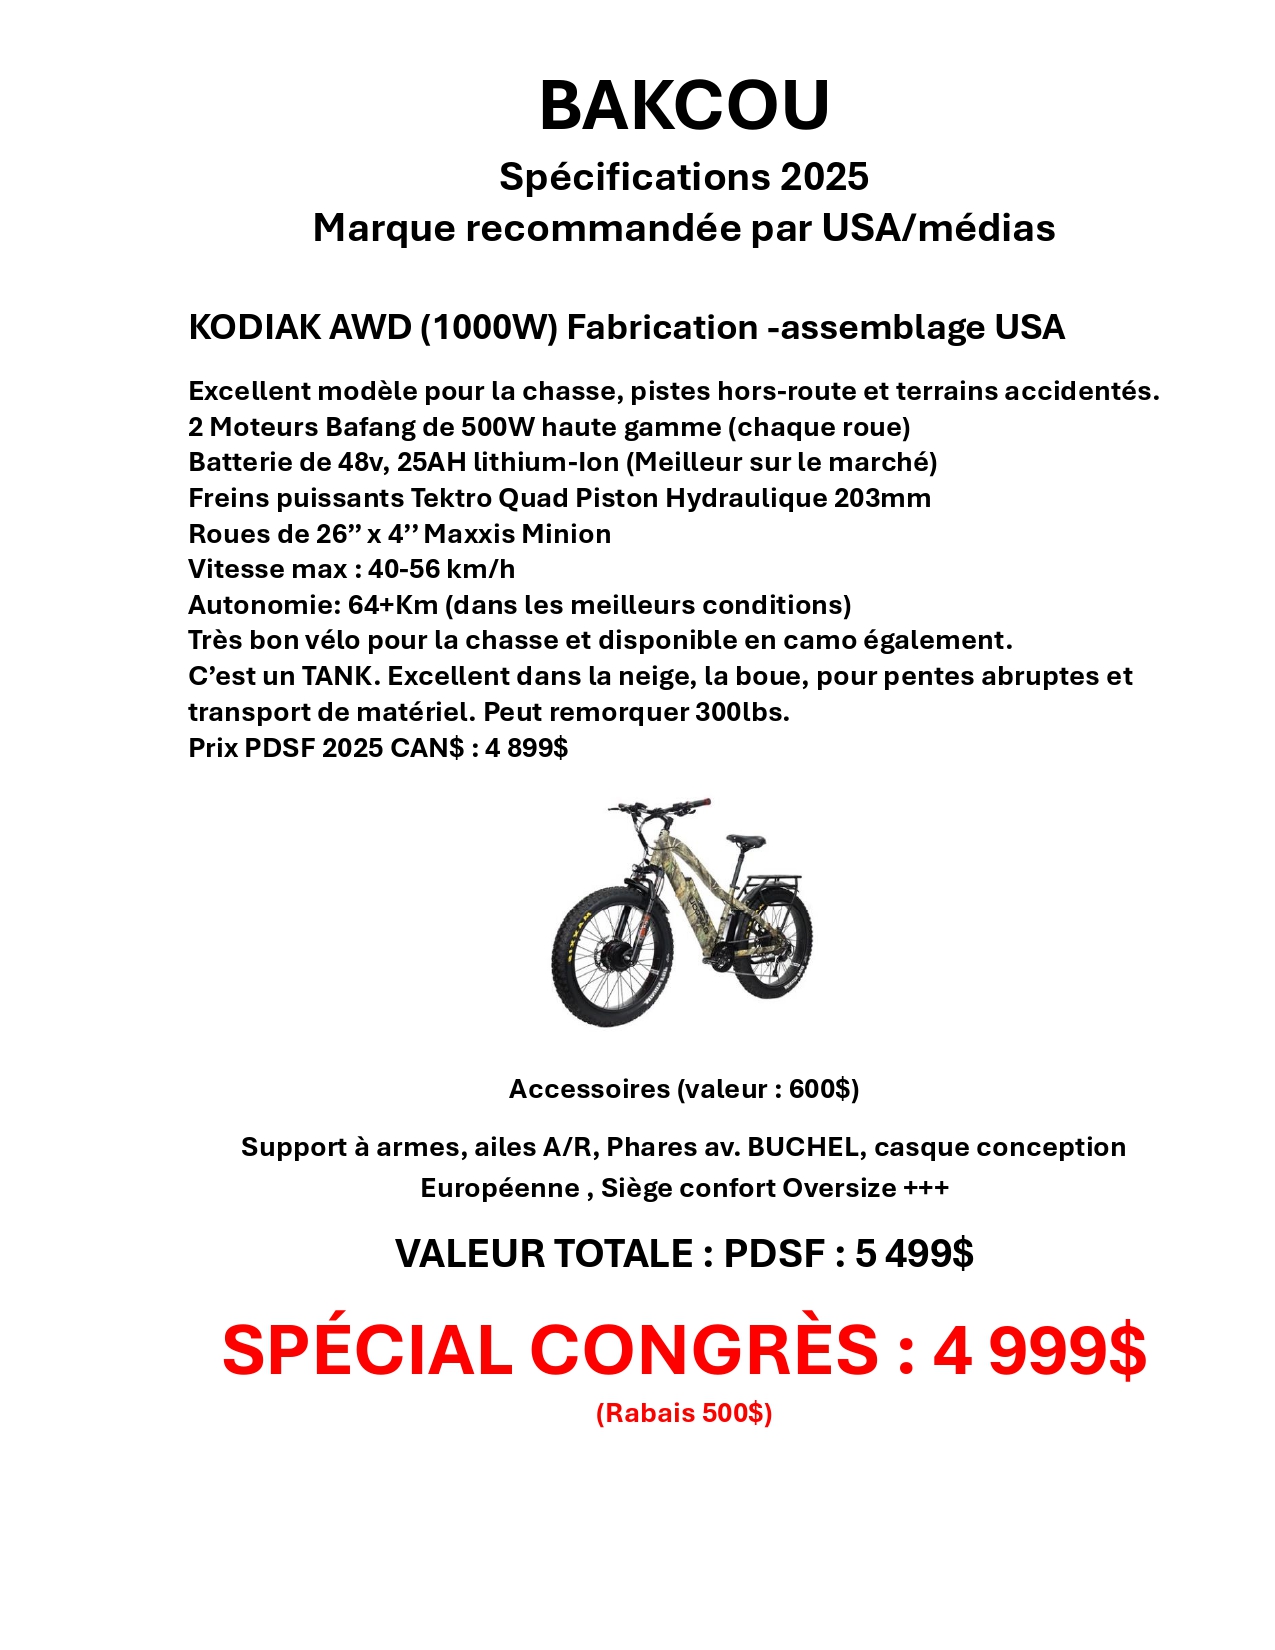 BAKCOU
Spécifications 2025
Marque recommandée par USA/médias
KODIAK AWD (1000W) Fabrication -assemblage USA
Excellent modèle pour la chasse, pistes hors-route et terrains accidentés.
2 Moteurs Bafang de 500W haute gamme (chaque roue)
Batterie de 48v, 25AH lithium-Ion (Meilleur sur le marché)
Freins puissants Tektro Quad Piston Hydraulique 203mm
Roues de 26’’ x 4’’ Maxxis Minion
Vitesse max : 40-56 km/h
Autonomie: 64+Km (dans les meilleurs conditions)
Très bon vélo pour la chasse et disponible en camo également.
C’est un TANK. Excellent dans la neige, la boue, pour pentes abruptes et
transport de matériel. Peut remorquer 300lbs.
Prix PDSF 2025 CAN$ : 4 899$
MAXXIS
Accessoires (valeur : 600$)
Support à armes, ailes A/R, Phares av. BUCHEL, casque conception
Européenne , Siège confort Oversize +++
VALEUR TOTALE : PDSF : 5 499$
SPÉCIAL CONGRÈS : 4 999$
(Rabais 500$)